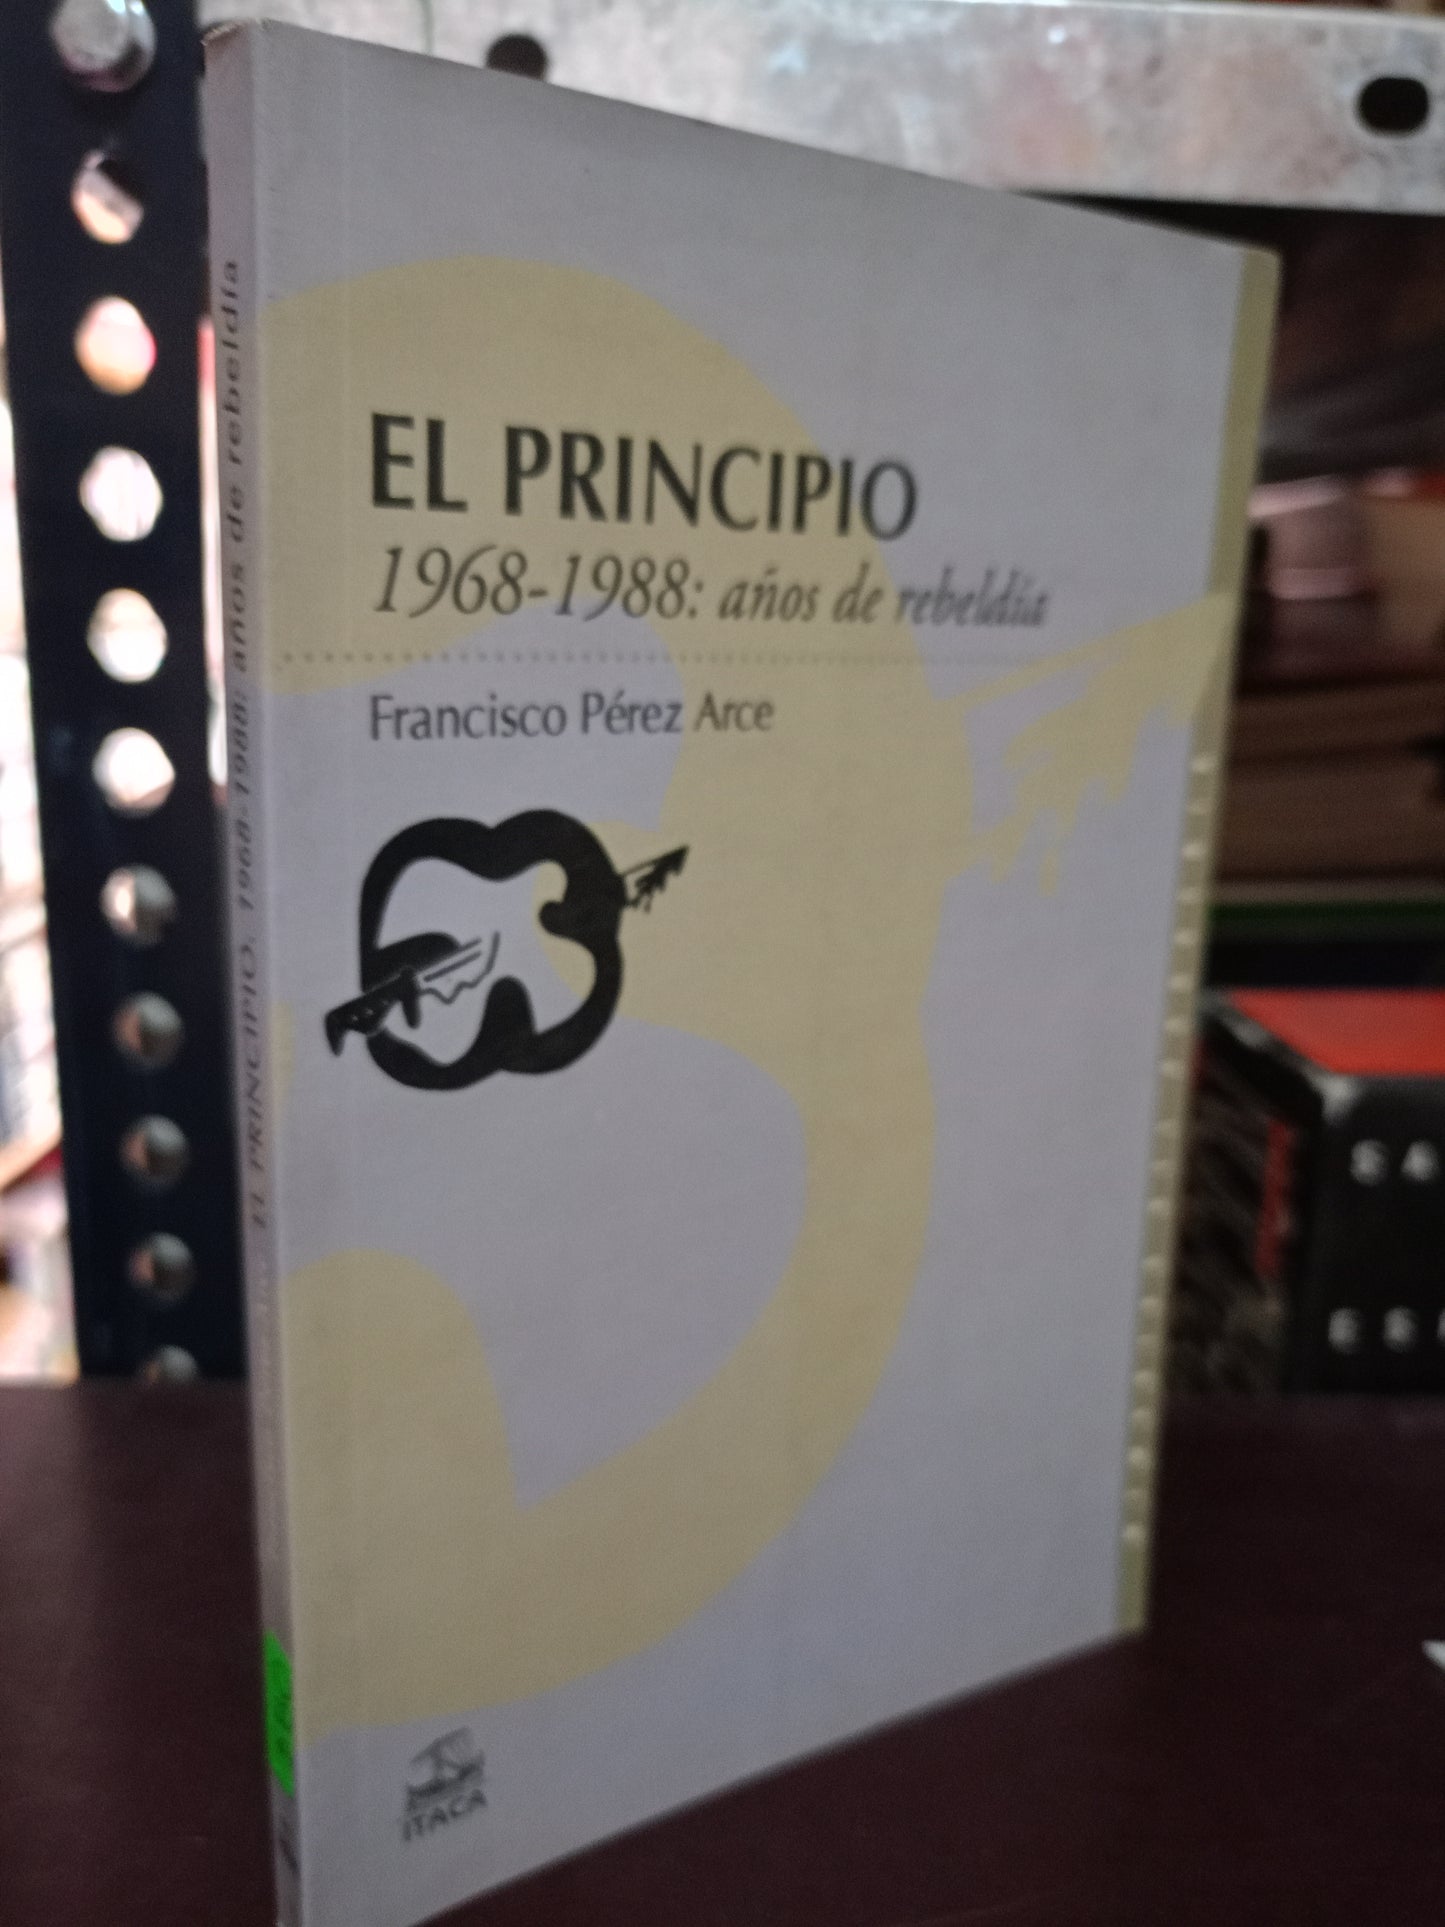 EL PRINCIPIO
1968-1988: años de rebeldía
Francisco Pérez Arce
ITACA
EL PRINCIPIO. 1968-1988: años de rebeldía